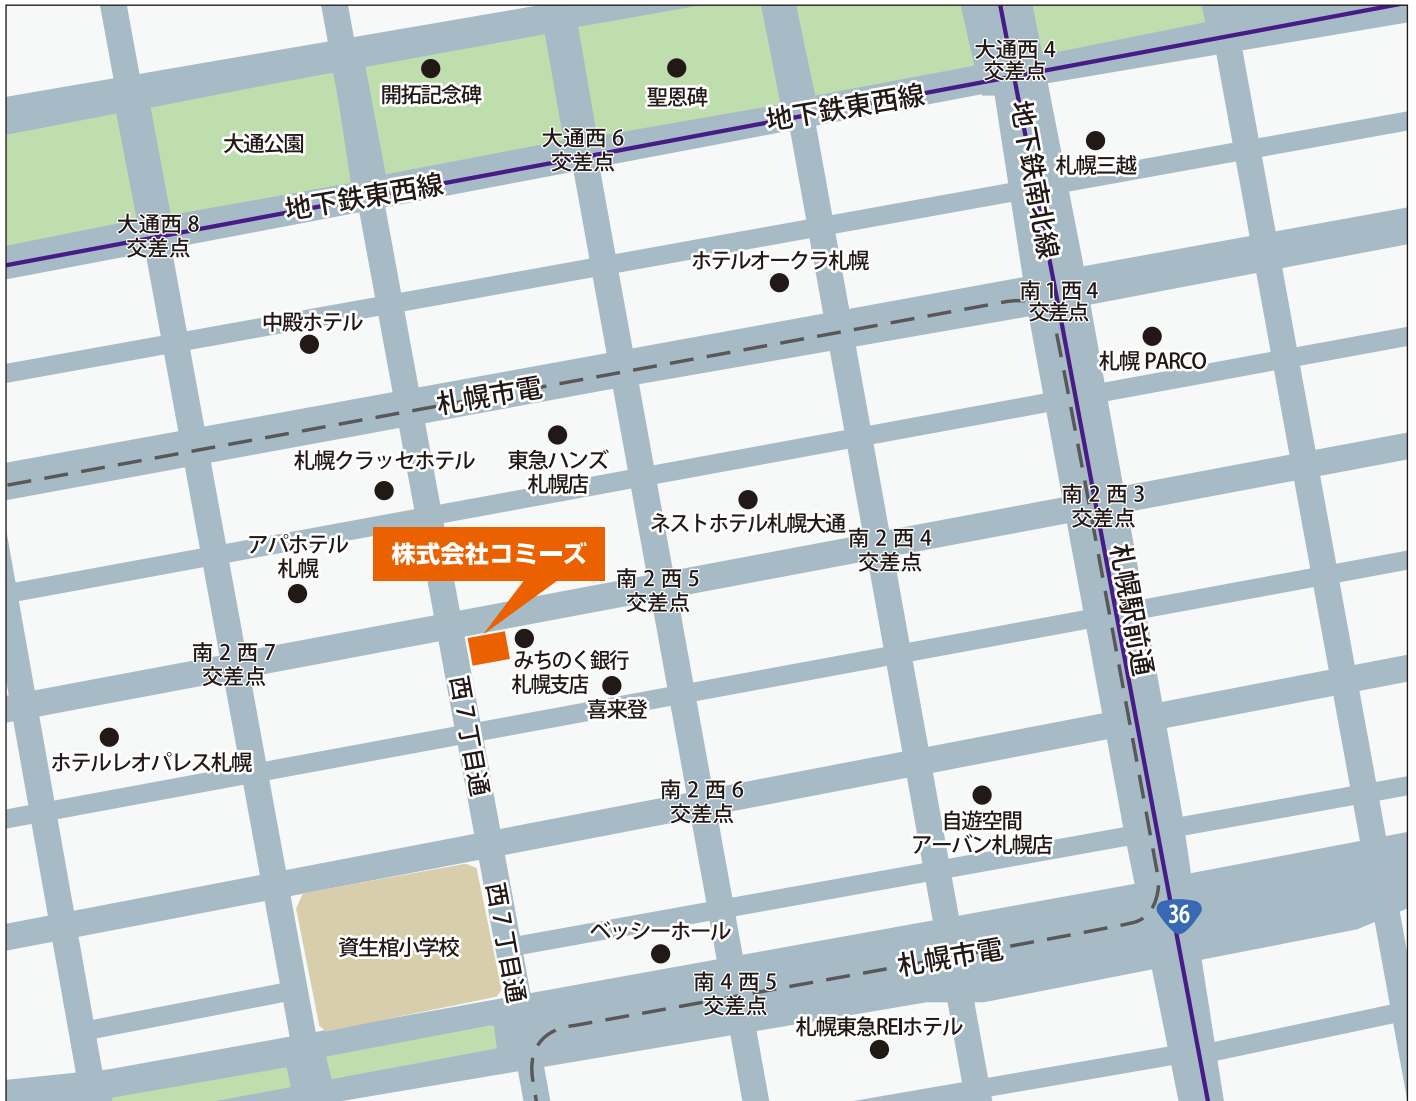 大通西 4
交差点
開拓記念碑
聖恩碑
地下鉄東西線
大通公園
大通西 6
交差点
地下鉄南北線
札幌三越
地下鉄東西線
大通西 8
交差点
ホテルオークラ札幌
南 1 西 4
交差点
中殿ホテル
札幌 PARCO
札幌市電
札幌クラッセホテル
東急ハンズ
札幌店
ネストホテル札幌大通
南 2 西 3
交差点
アパホテル
札幌
株式会社コミーズ
南 2 西 4
交差点
南 2 西 5
交差点
札幌駅前通
南 2 西 7
交差点
みちのく銀行
札幌支店
喜来登
西 7 丁目通
ホテルレオパレス札幌
南 2 西 6
交差点
自遊空間
アーバン札幌店
西 7 丁目通
36
資生棺小学校
ベッシーホール
札幌市電
南 4 西 5
交差点
札幌東急REIホテル